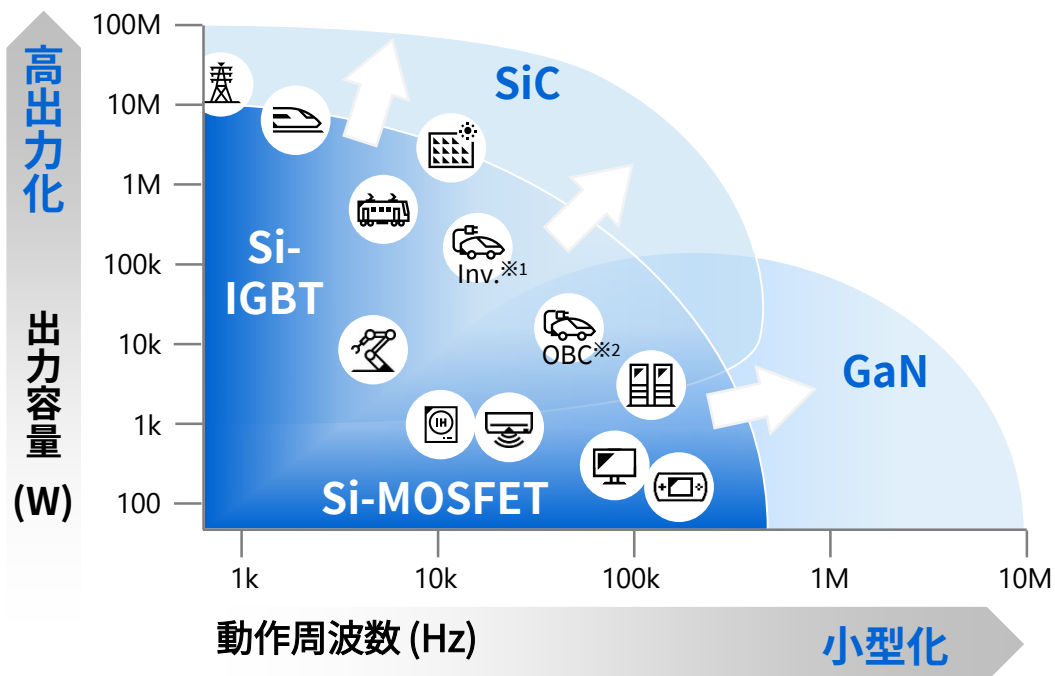 高出力化
出力容量
(W)
100M
10M
1M
100k
10k
1k
100
SiC
Si-
IGBT
Inv.※1
OBC※2
IH
GaN
Si-MOSFET
1k
10k
100k
1M
10M
動作周波数 (Hz)
小型化